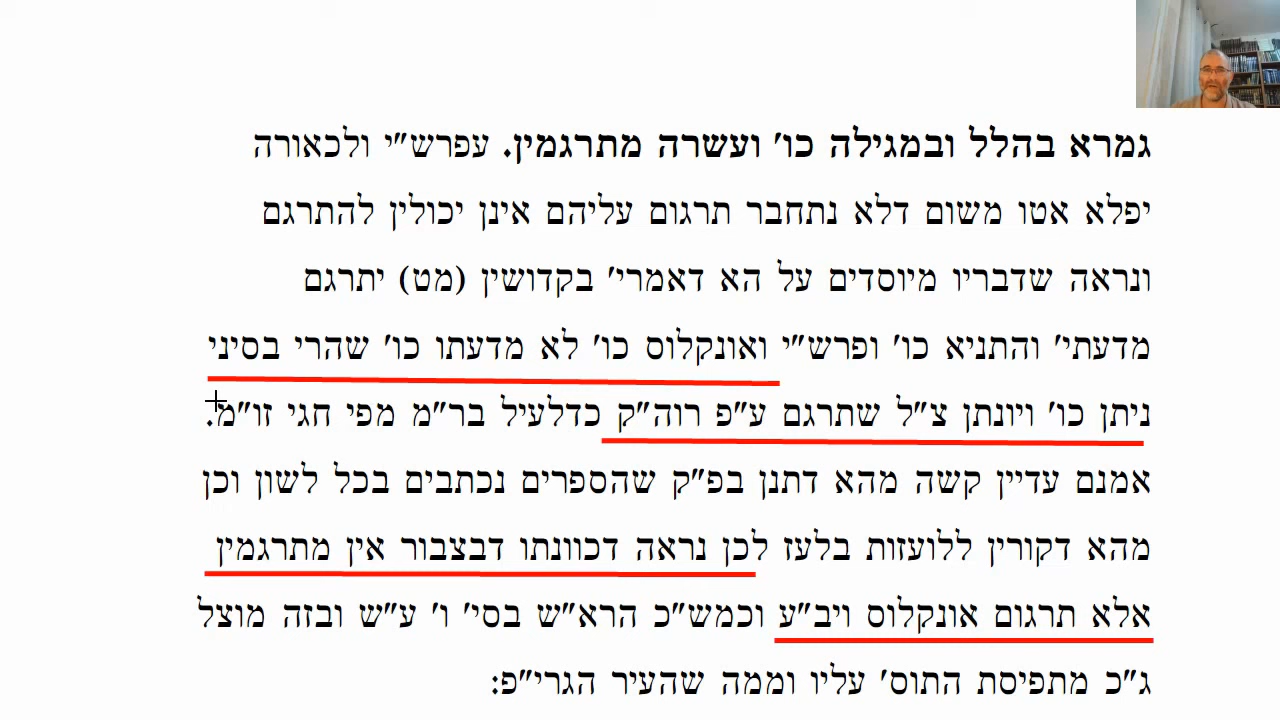 גמרא בהלל ובמגילה כו' ועשרה מתרגמין. עפרש"י ולכאורה
יפלא אטו משום דלא נתחבר תרגום עליהם אינן יכולין להתרגם
ונראה שדבריו מיוסדים על הא דאמרי' בקדושין (מט) יתרגם
מדעתי' והתניא כו' ופרש"י ואונקלוס כו' לא מדעתו כו' שהרי בסיני
ניתן כו' ויונתן צ"ל שתרגם ע"פ רוה"ק כדלעיל בר"מ מפי חגי זו"מ.
אמנם עדיין קשה מהא דתנן בפ"ק שהספרים נכתבים בכל לשון וכן
מהא דקורין ללועזות בלעז לכן נראה דכוונתו דבצבור אין מתרגמין
אלא תרגום אונקלוס ויב"ע וכמש"כ הרא"ש בסי' ו' ע"ש ובזה מוצל
ג"כ מתפיסת התוס' עליו וממה שהעיר הגרי"פ: